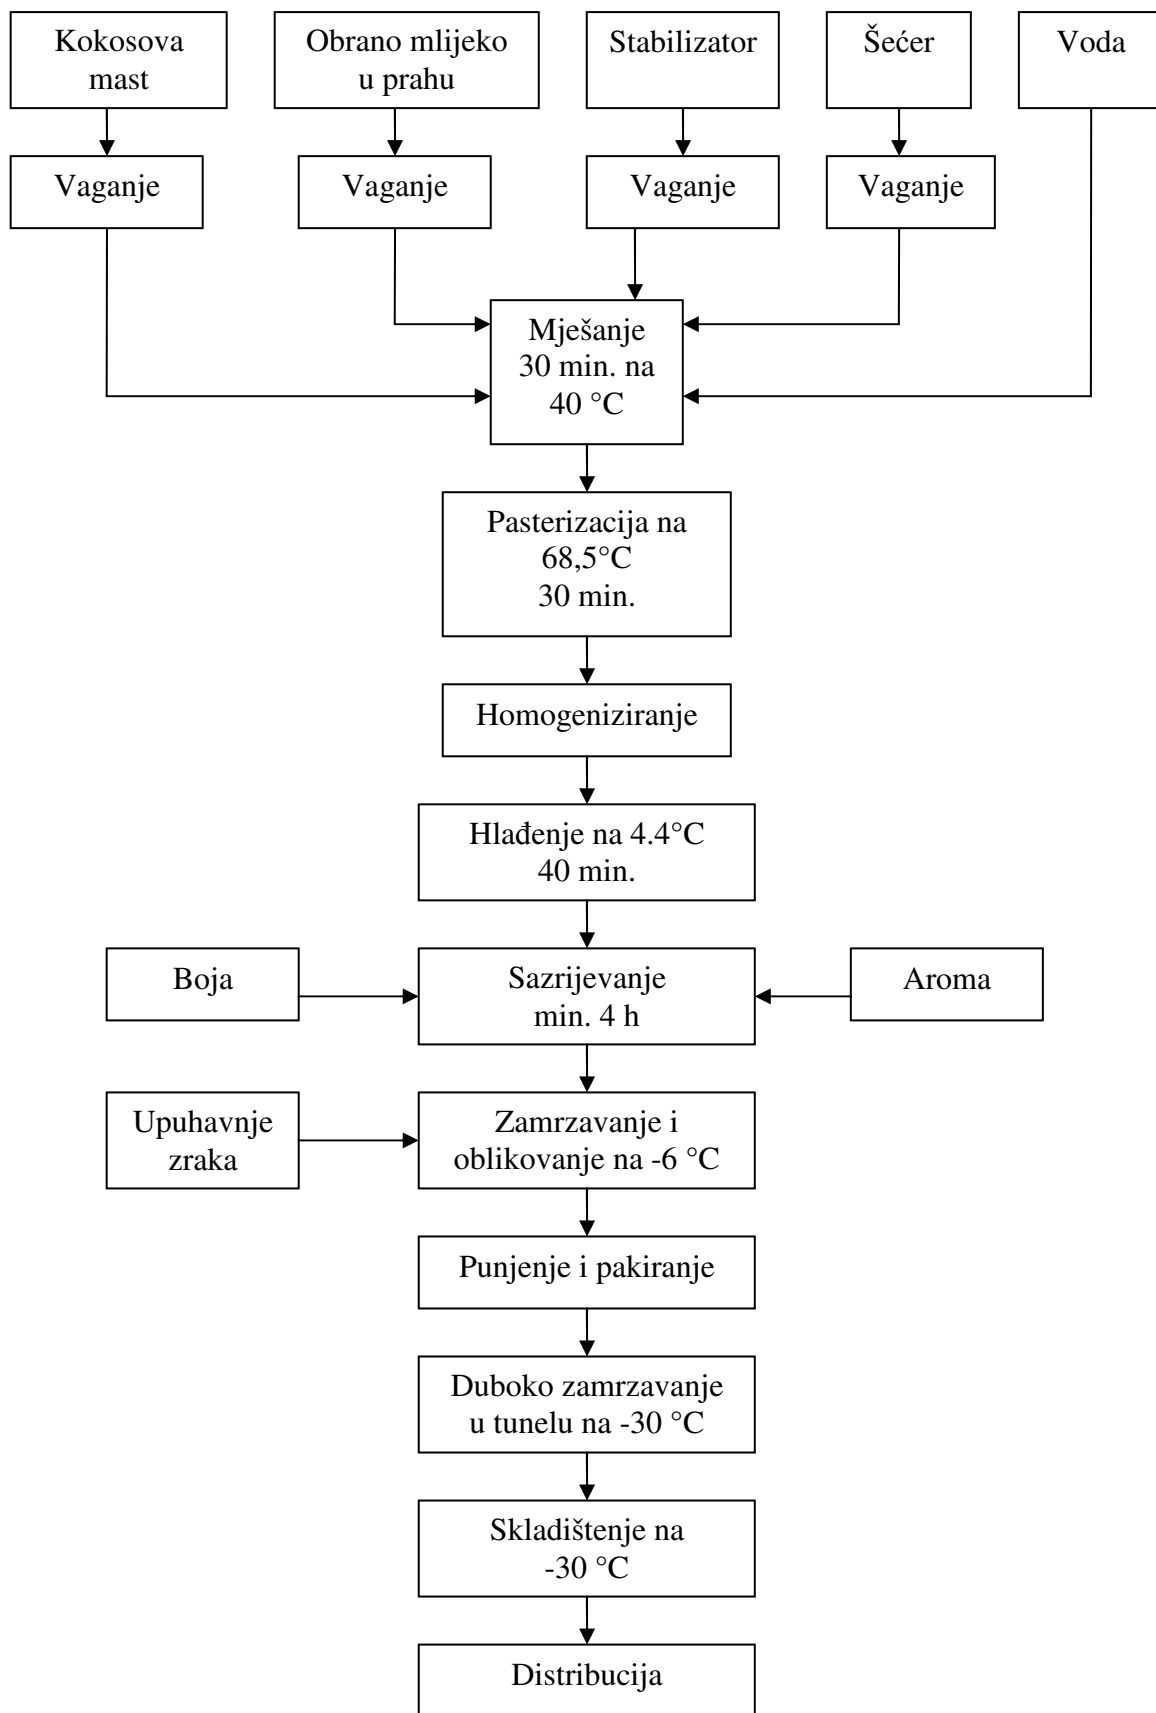 Kokosova
mast
Obrano mlijeko
u prahu
Stabilizator
Šećer
Voda
Vaganje
Vaganje
Vaganje
Vaganje
Mješanje
30 min. na
40 °C
Pasterizacija na
68,5°C
30 min.
Homogeniziranje
Hlađenje na 4.4°C
40 min.
Boja
Sazrijevanje
min. 4 h
Aroma
Upuhavnje
zraka
Zamrzavanje i
oblikovanje na -6 °C
Punjenje i pakiranje
Duboko zamrzavanje
u tunelu na -30 °C
Skladištenje na
-30 °C
Distribucija